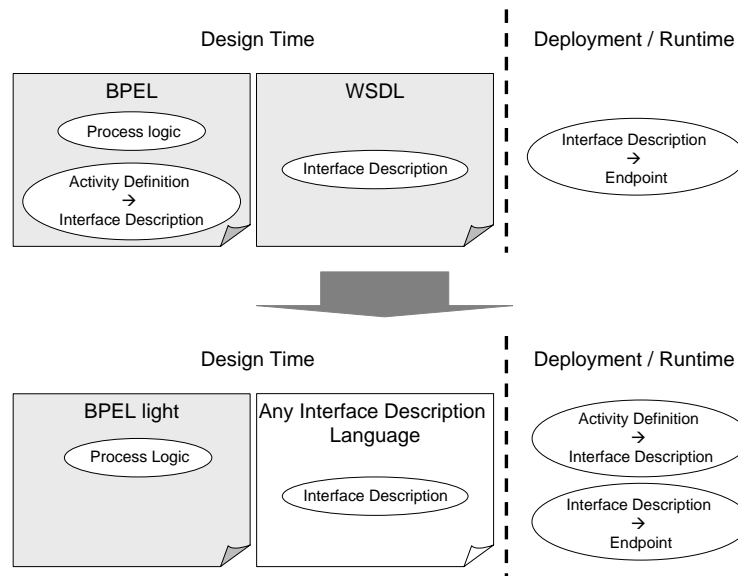 Design Time
Deployment / Runtime
BPEL
Process logic
Activity Definition
→
Interface Description
WSDL
Interface Description
Interface Description
→
Endpoint
Design Time
Deployment / Runtime
BPEL light
Process Logic
Any Interface Description
Language
Interface Description
Activity Definition
→
Interface Description
Interface Description
→
Endpoint